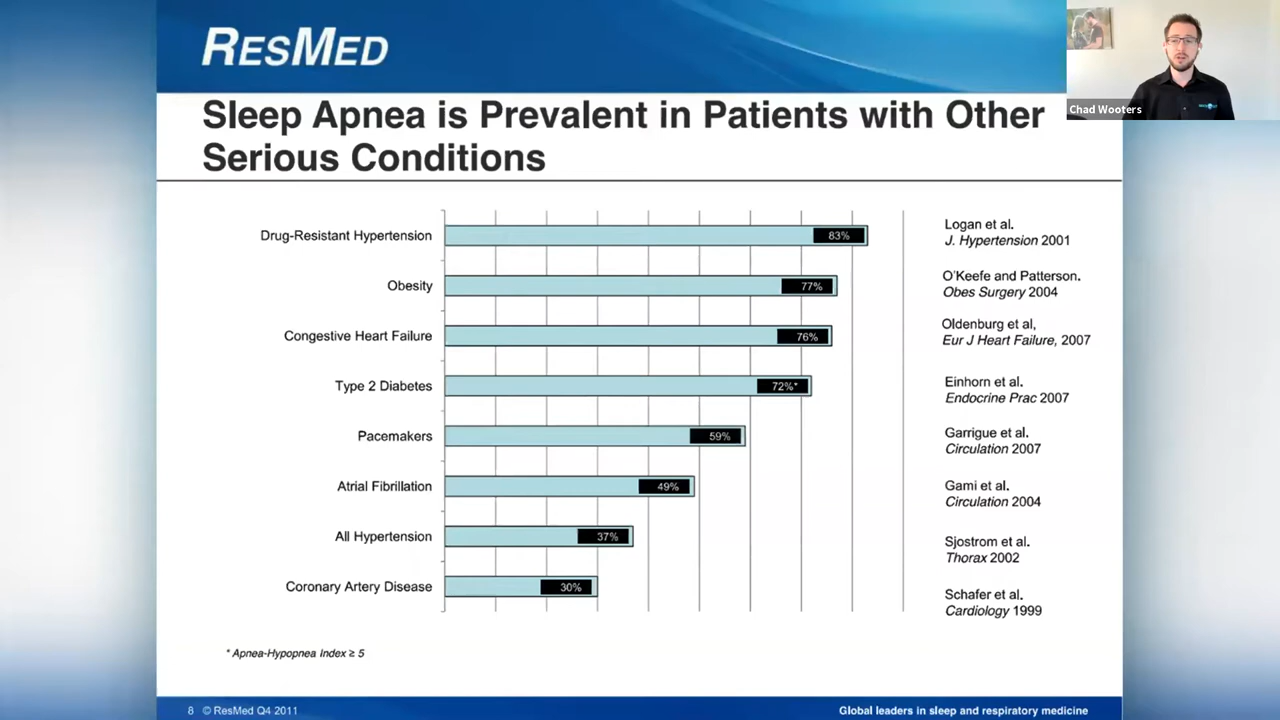 RESMED
Chad Wooters
Sleep Apnea is Prevalent in Patients with Other
Serious Conditions
Drug-Resistant Hypertension
83%
Logan et al.
J. Hypertension 2001
Obesity
77%
O'Keefe and Patterson.
Obes Surgery 2004
Congestive Heart Failure
76%
Oldenburg et al,
Eur J Heart Failure, 2007
Type 2 Diabetes
72%*
Einhorn et al.
Endocrine Prac 2007
Pacemakers
59%
Garrigue et al.
Circulation 2007
Atrial Fibrillation
49%
Gami et al.
Circulation 2004
All Hypertension
37%
Sjostrom et al.
Thorax 2002
Coronary Artery Disease
30%
Schafer et al.
Cardiology 1999
* Apnea-Hypopnea Index ≥ 5
8 © ResMed Q4 2011
Global leaders in sleep and respiratory medicine